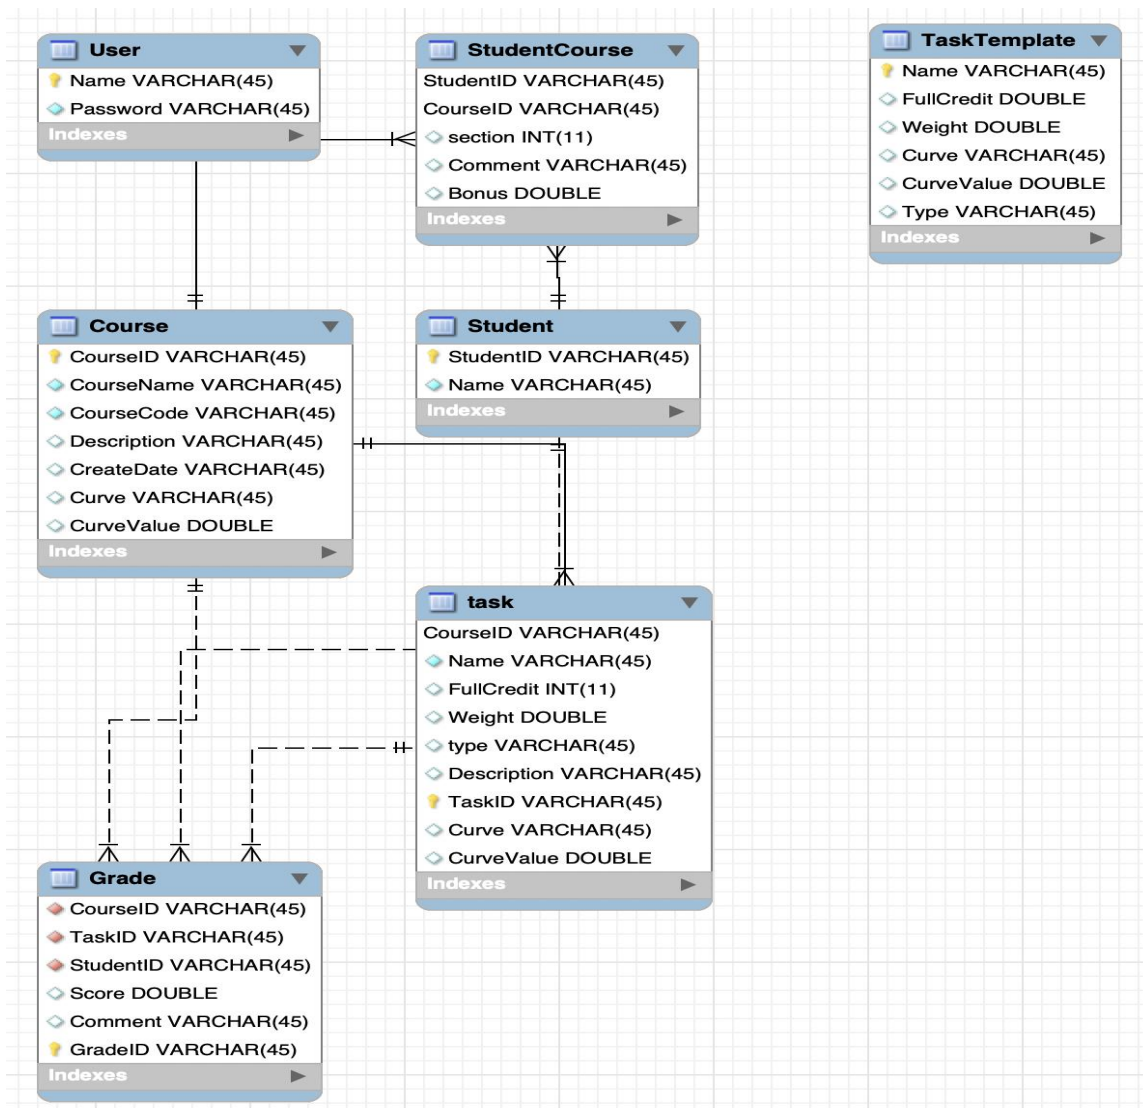 User
Name VARCHAR(45)
Password VARCHAR(45)
Indexes
StudentCourse
StudentID VARCHAR(45)
CourseID VARCHAR(45)
section INT(11)
Comment VARCHAR(45)
Bonus DOUBLE
Indexes
TaskTemplate
Name VARCHAR(45)
FullCredit DOUBLE
Weight DOUBLE
Curve VARCHAR(45)
CurveValue DOUBLE
Type VARCHAR(45)
Indexes
Course
CourseID VARCHAR(45)
CourseName VARCHAR(45)
CourseCode VARCHAR(45)
Description VARCHAR(45)
CreateDate VARCHAR(45)
Curve VARCHAR(45)
CurveValue DOUBLE
Indexes
Student
StudentID VARCHAR(45)
Name VARCHAR(45)
Indexes
task
CourseID VARCHAR(45)
Name VARCHAR(45)
FullCredit INT(11)
Weight DOUBLE
type VARCHAR(45)
Description VARCHAR(45)
TaskID VARCHAR(45)
Curve VARCHAR(45)
CurveValue DOUBLE
Indexes
Grade
CourseID VARCHAR(45)
TaskID VARCHAR(45)
StudentID VARCHAR(45)
Score DOUBLE
Comment VARCHAR(45)
GradeID VARCHAR(45)
Indexes